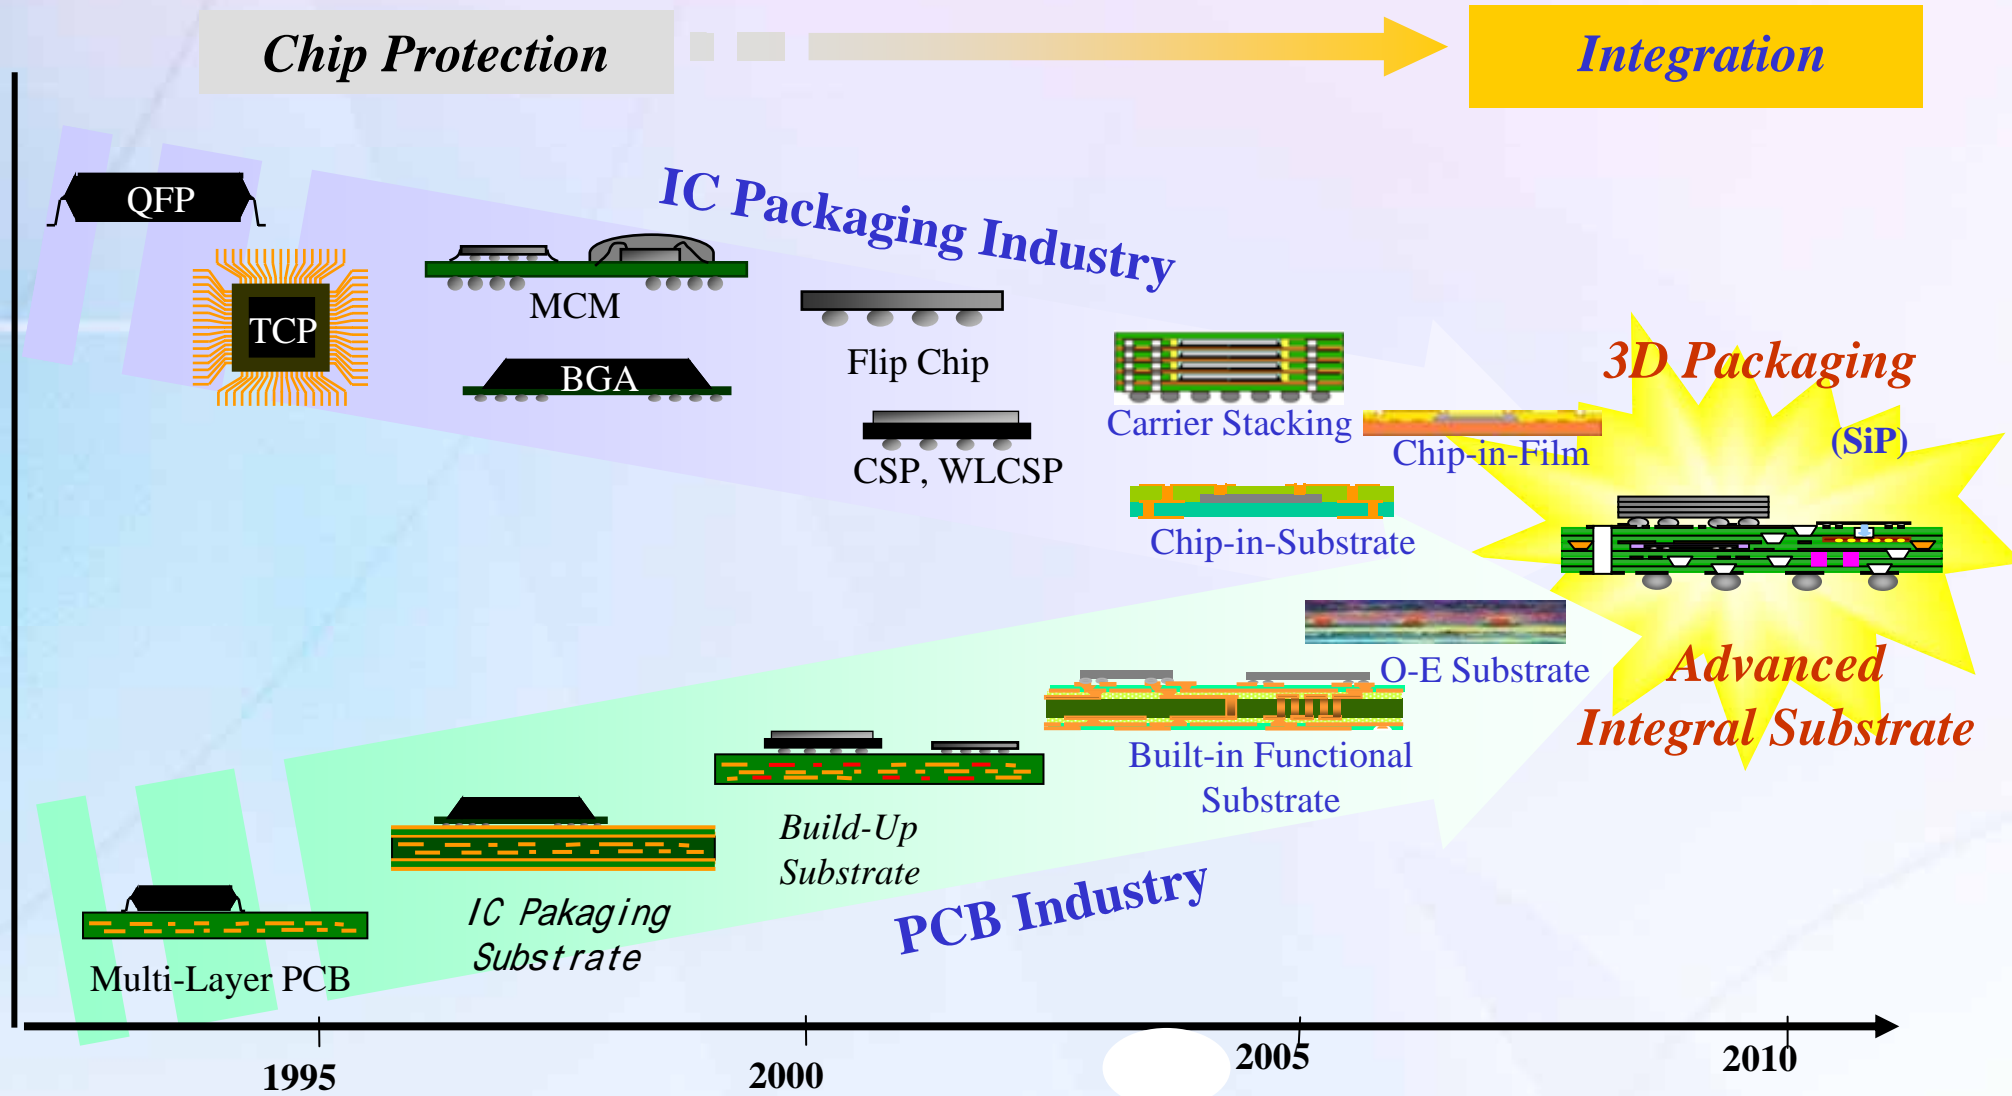 Chip Protection
Integration
IC Packaging Industry
QFP
TCP
MCM
BGA
Flip Chip
CSP, WLCSP
Carrier Stacking
Chip-in-Film
Chip-in-Substrate
3D Packaging
(SiP)
O-E Substrate
Advanced
Integral Substrate
Built-in Functional
Substrate
Build-Up
Substrate
IC Pakaging
Substrate
Multi-Layer PCB
PCB Industry
1995
2000
2005
2010